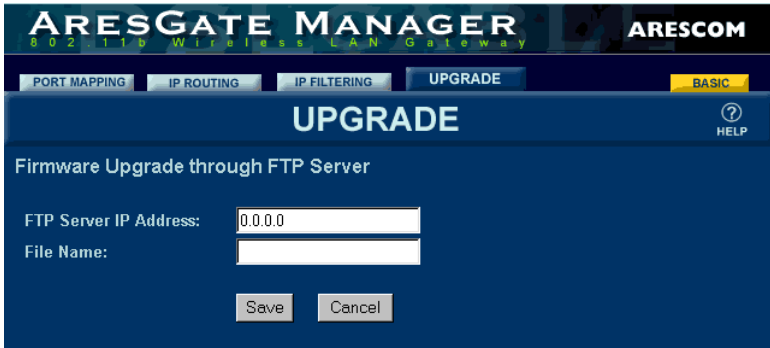 ARESGATE MANAGER
802.11b Wireless LAN Gateway
ARESCOM
PORT MAPPING IP ROUTING IP FILTERING UPGRADE BASIC
UPGRADE
? HELP
Firmware Upgrade through FTP Server
FTP Server IP Address: 0.0.0.0
File Name:
Save Cancel